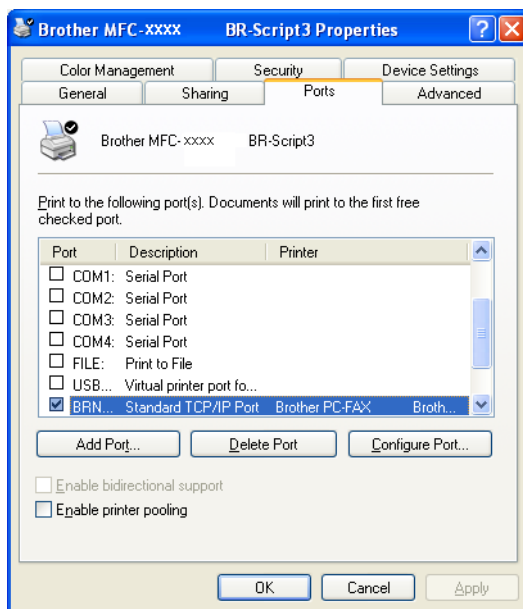 Brother MFC-xxxx BR-Script3 Properties
Color Management Security Device Settings
General Sharing Ports Advanced
Brother MFC- xxxx BR-Script3
Print to the following port(s). Documents will print to the first free
checked port.
Port Description Printer
COM1: Serial Port
COM2: Serial Port
COM3: Serial Port
COM4: Serial Port
FILE: Print to File
USB... Virtual printer port fo...
BRN... Standard TCP/IP Port Brother PC-FAX Broth...
Add Port... Delete Port Configure Port...
Enable bidirectional support
Enable printer pooling
OK Cancel Apply